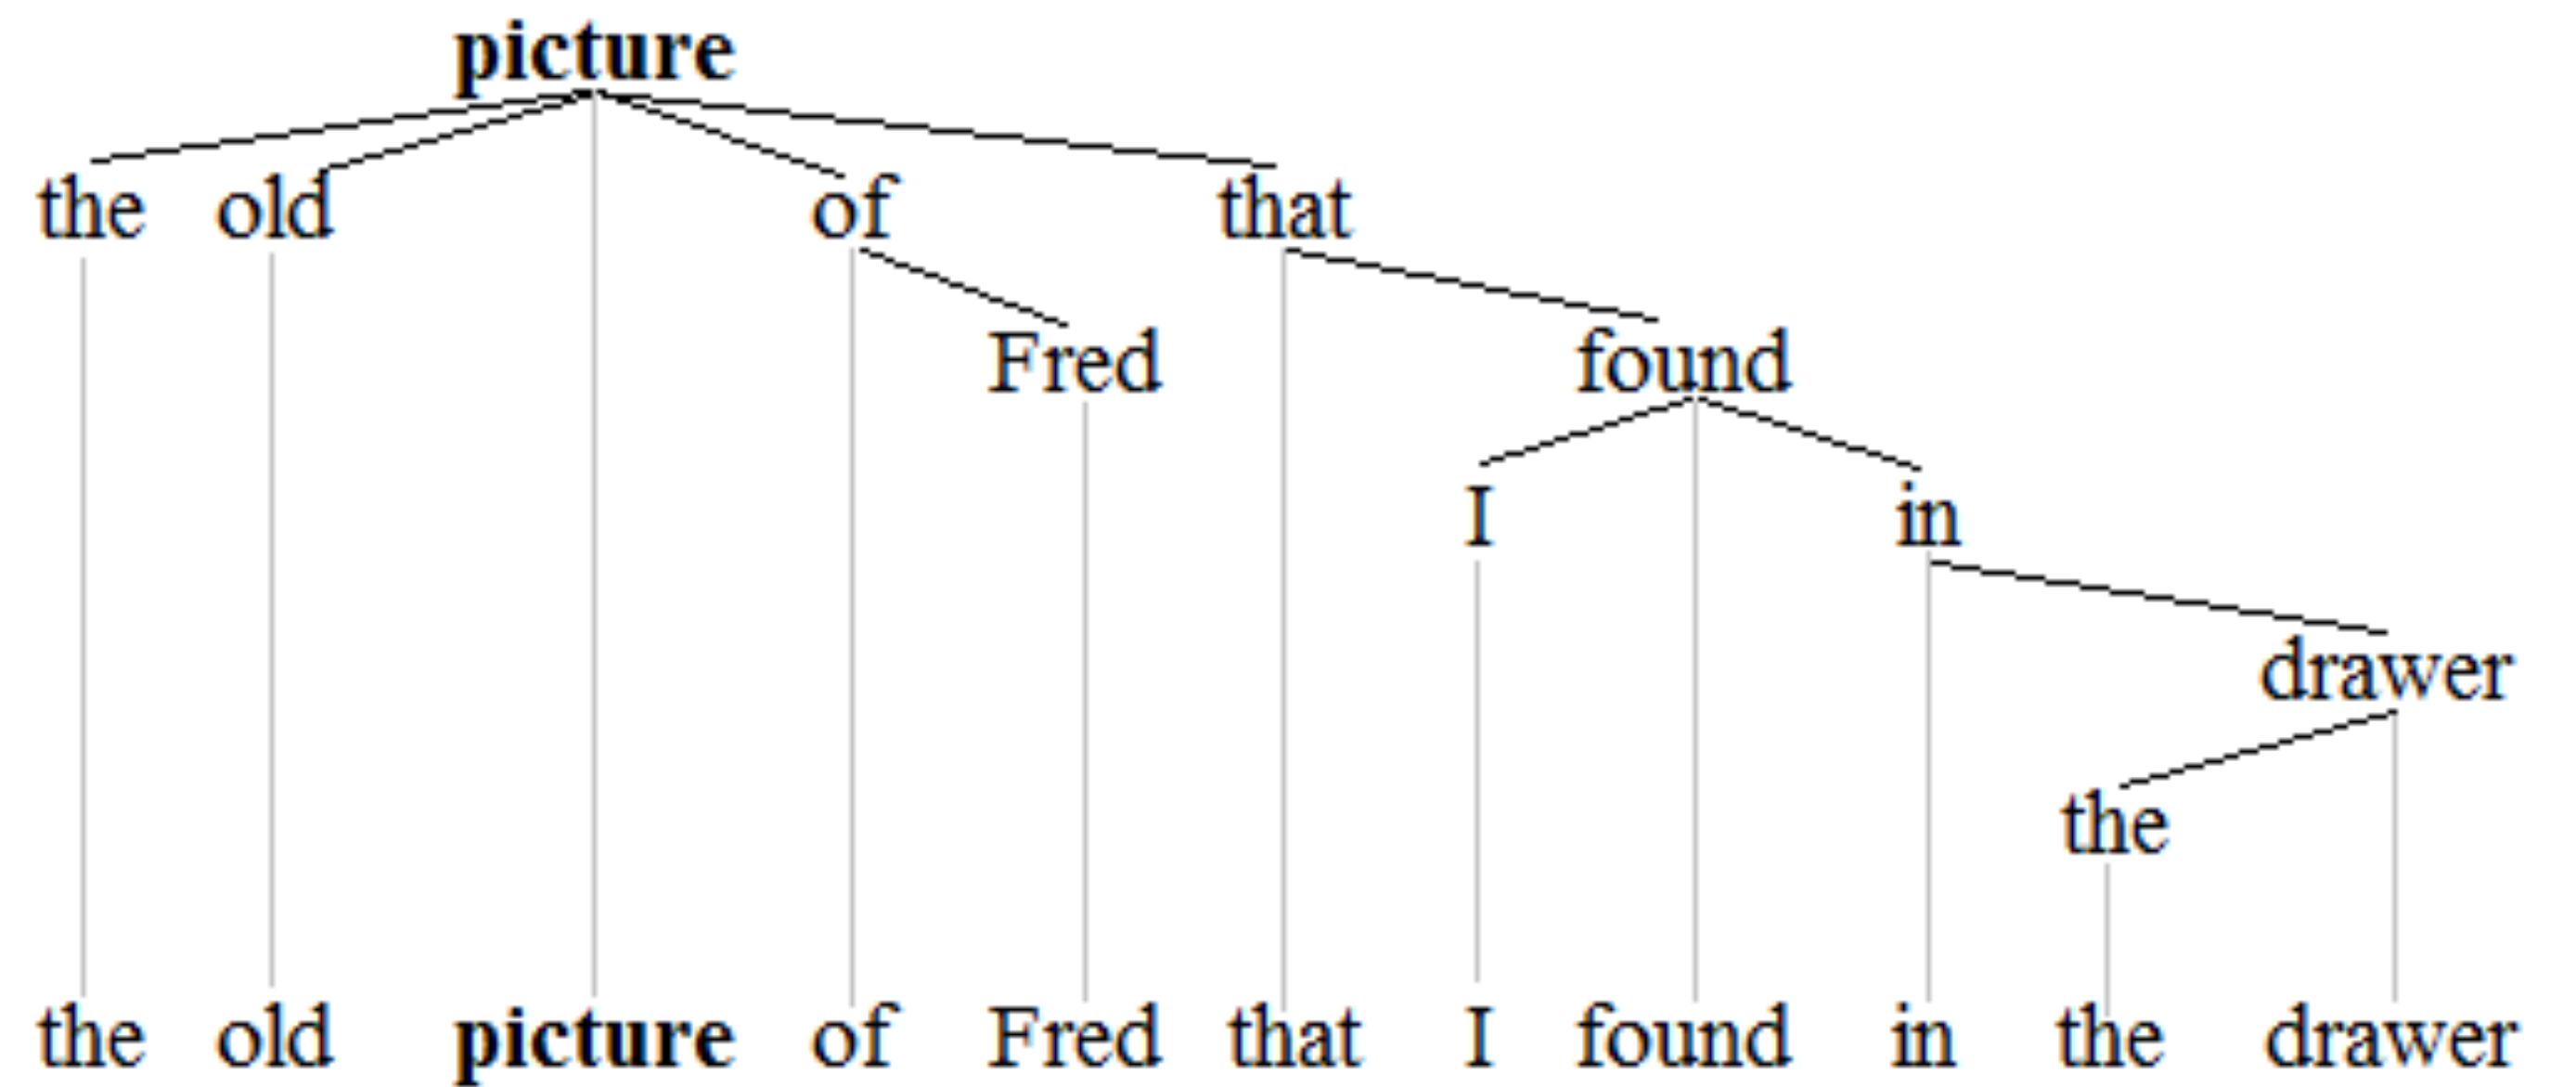 picture
the old of that
Fred found
I in
drawer
the
the old picture of Fred that I found in the drawer